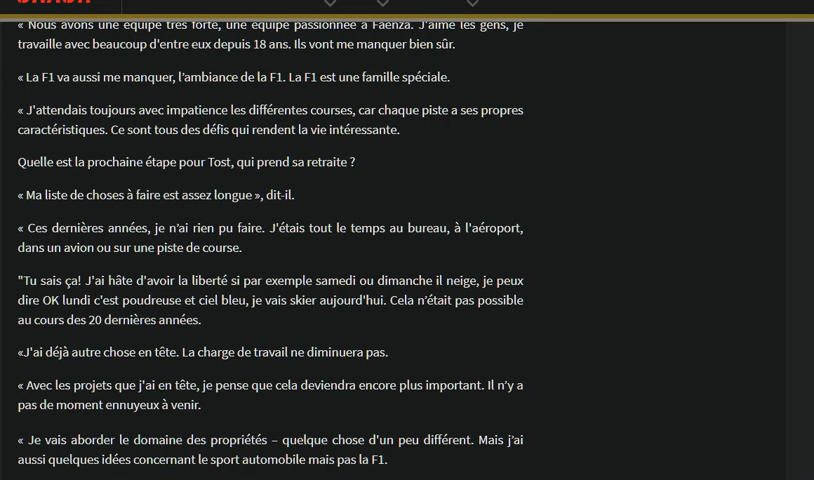 « Nous avons une équipe très forte, une équipe passionnée à Faenza. J'aime les gens, je
travaille avec beaucoup d'entre eux depuis 18 ans. Ils vont me manquer bien sûr.
« La F1 va aussi me manquer, l'ambiance de la F1. La F1 est une famille spéciale.
« J'attendais toujours avec impatience les différentes courses, car chaque piste a ses propres
caractéristiques. Ce sont tous des défis qui rendent la vie intéressante.
Quelle est la prochaine étape pour Tost, qui prend sa retraite ?
« Ma liste de choses à faire est assez longue », dit-il.
« Ces dernières années, je n'ai rien pu faire. J'étais tout le temps au bureau, à l'aéroport,
dans un avion ou sur une piste de course.
"Tu sais ça! J'ai hâte d'avoir la liberté si par exemple samedi ou dimanche il neige, je peux
dire OK lundi c'est poudreuse et ciel bleu, je vais skier aujourd'hui. Cela n'était pas possible
au cours des 20 dernières années.
«J'ai déjà autre chose en tête. La charge de travail ne diminuera pas.
« Avec les projets que j'ai en tête, je pense que cela deviendra encore plus important. Il n'y a
pas de moment ennuyeux à venir.
« Je vais aborder le domaine des propriétés – quelque chose d'un peu différent. Mais j'ai
aussi quelques idées concernant le sport automobile mais pas la F1.